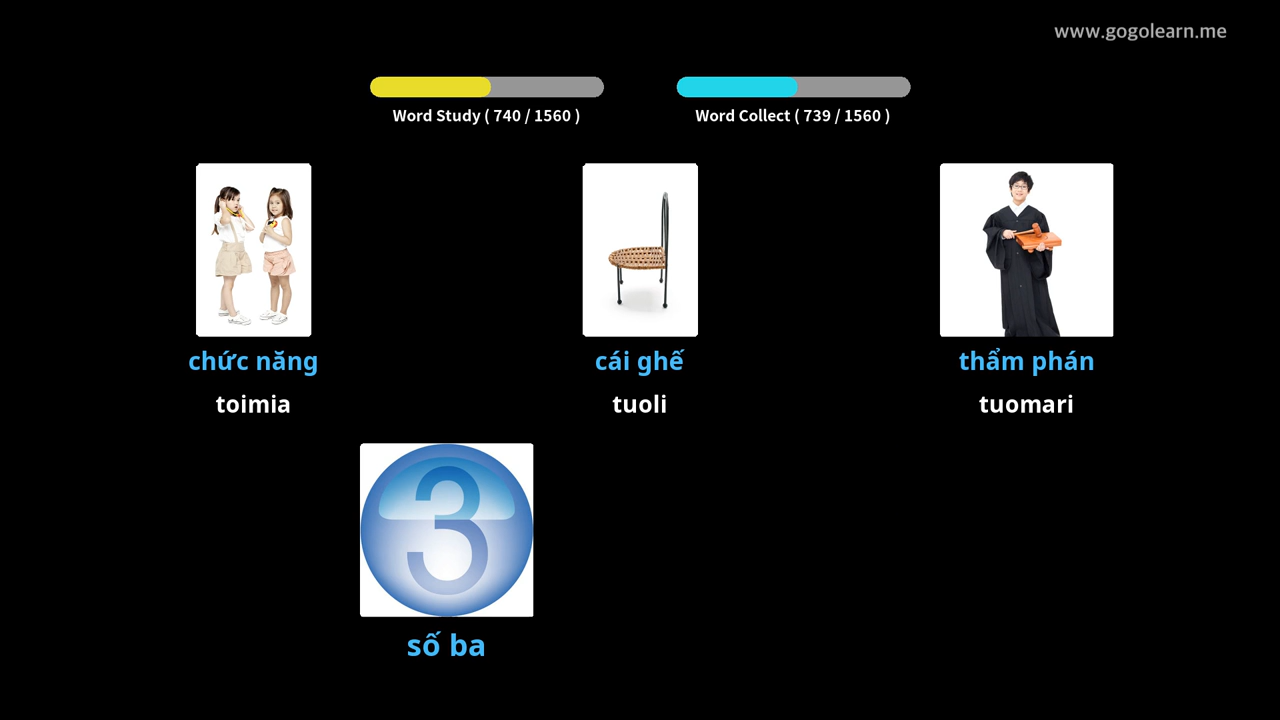 www.gogolearn.me
Word Study ( 740 / 1560 )
Word Collect ( 739 / 1560 )
chức năng
cái ghế
thẩm phán
toimia
tuoli
tuomari
3
số ba